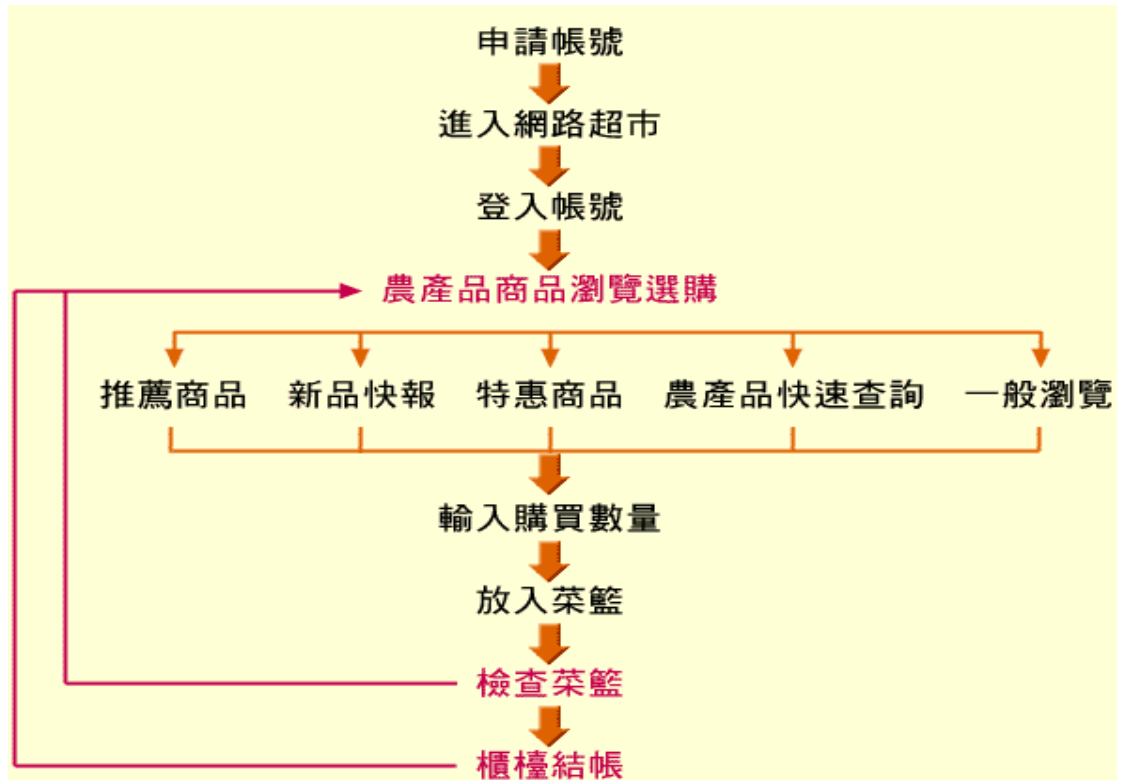 申請帳號
進入網路超市
登入帳號
農產品商品瀏覽選購
推薦商品 新品快報 特惠商品 農產品快速查詢 一般瀏覽
輸入購買數量
放入菜籃
檢查菜籃
櫃檯結帳